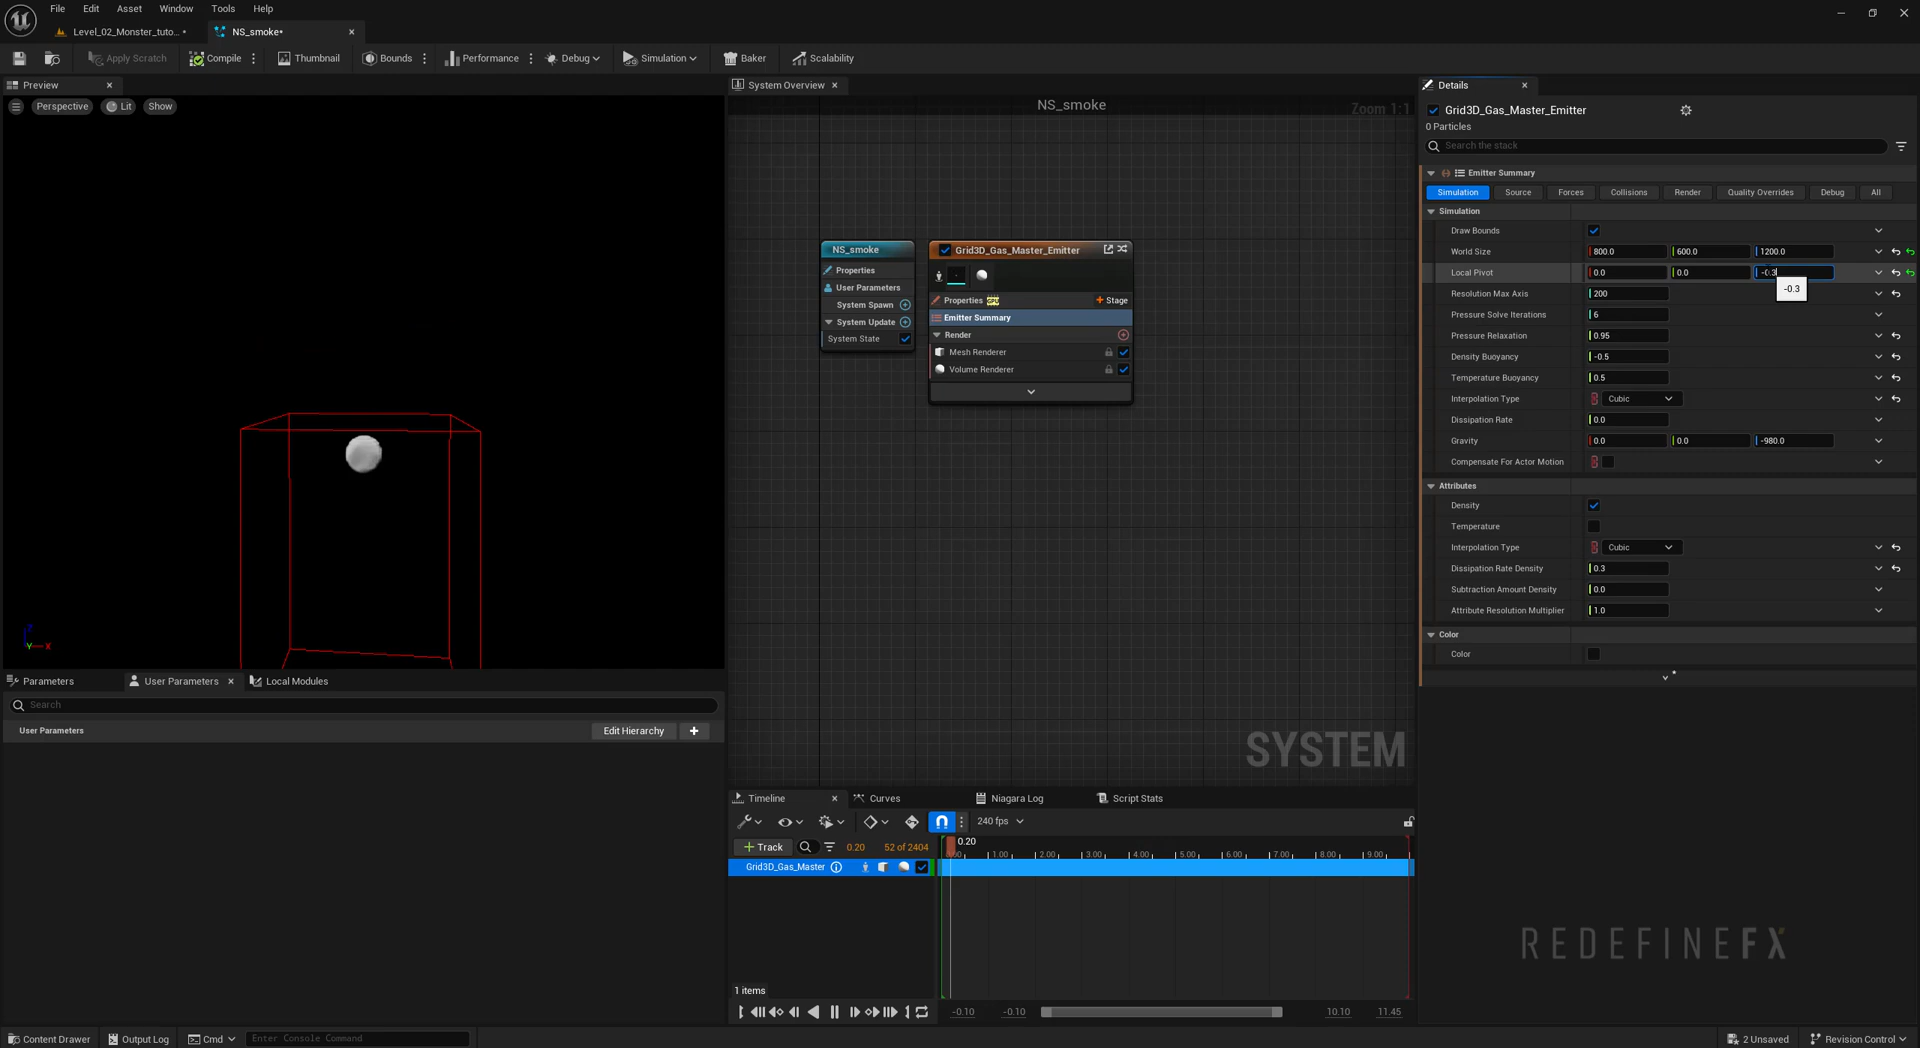 File Edit Asset Window Tools Help
Level_02_Monster_tuto... •
NS_smoke•
Apply Scratch
Compile
Thumbnail
Bounds
Performance
Debug
Simulation
Baker
Scalability
Preview
Perspective
Lit
Show
System Overview
NS_smoke
Zoom 1:1
NS_smoke
Properties
User Parameters
System Spawn
System Update
System State
Grid3D_Gas_Master_Emitter
Properties
Stage
Emitter Summary
Render
Mesh Renderer
Volume Renderer
SYSTEM
Z
Y
X
Parameters
User Parameters
Local Modules
Search
User Parameters
Edit Hierarchy
Timeline
Curves
Niagara Log
Script Stats
240 fps
Track
0.20
52 of 2404
0.20
0.00 1.00 2.00 3.00 4.00 5.00 6.00 7.00 8.00 9.00
Grid3D_Gas_Master
1 items
-0.10
-0.10
10.10
11.45
Details
Grid3D_Gas_Master_Emitter
0 Particles
Search the stack
Emitter Summary
Simulation Source Forces Collisions Render Quality Overrides Debug All
Simulation
Draw Bounds
World Size 800.0 600.0 1200.0
Local Pivot 0.0 0.0 -0.3
-0.3
Resolution Max Axis 200
Pressure Solve Iterations 6
Pressure Relaxation 0.95
Density Buoyancy -0.5
Temperature Buoyancy 0.5
Interpolation Type Cubic
Dissipation Rate 0.0
Gravity 0.0 0.0 -980.0
Compensate For Actor Motion
Attributes
Density
Temperature
Interpolation Type Cubic
Dissipation Rate Density 0.3
Subtraction Amount Density 0.0
Attribute Resolution Multiplier 1.0
Color
Color
REDEFINEFX
Content Drawer
Output Log
Cmd
Enter Console Command
2 Unsaved
Revision Control